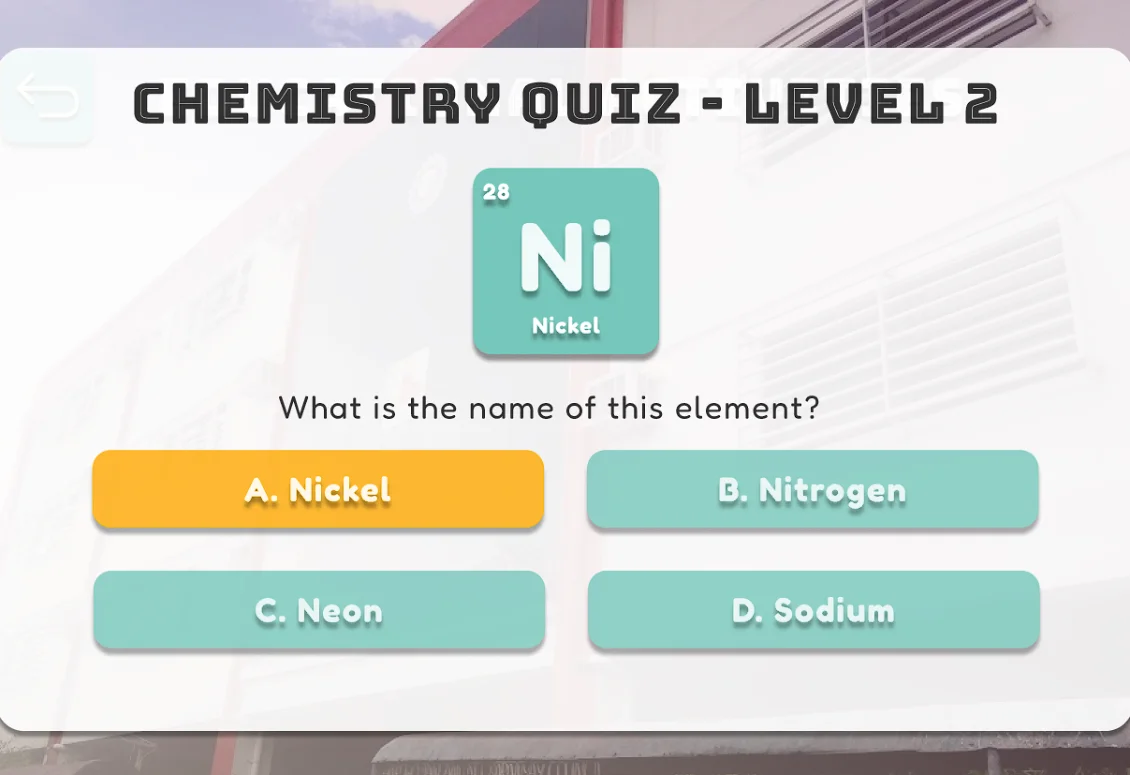 CHEMISTRY QUIZ - LEVEL 2
28
Ni
Nickel
What is the name of this element?
A. Nickel
B. Nitrogen
C. Neon
D. Sodium